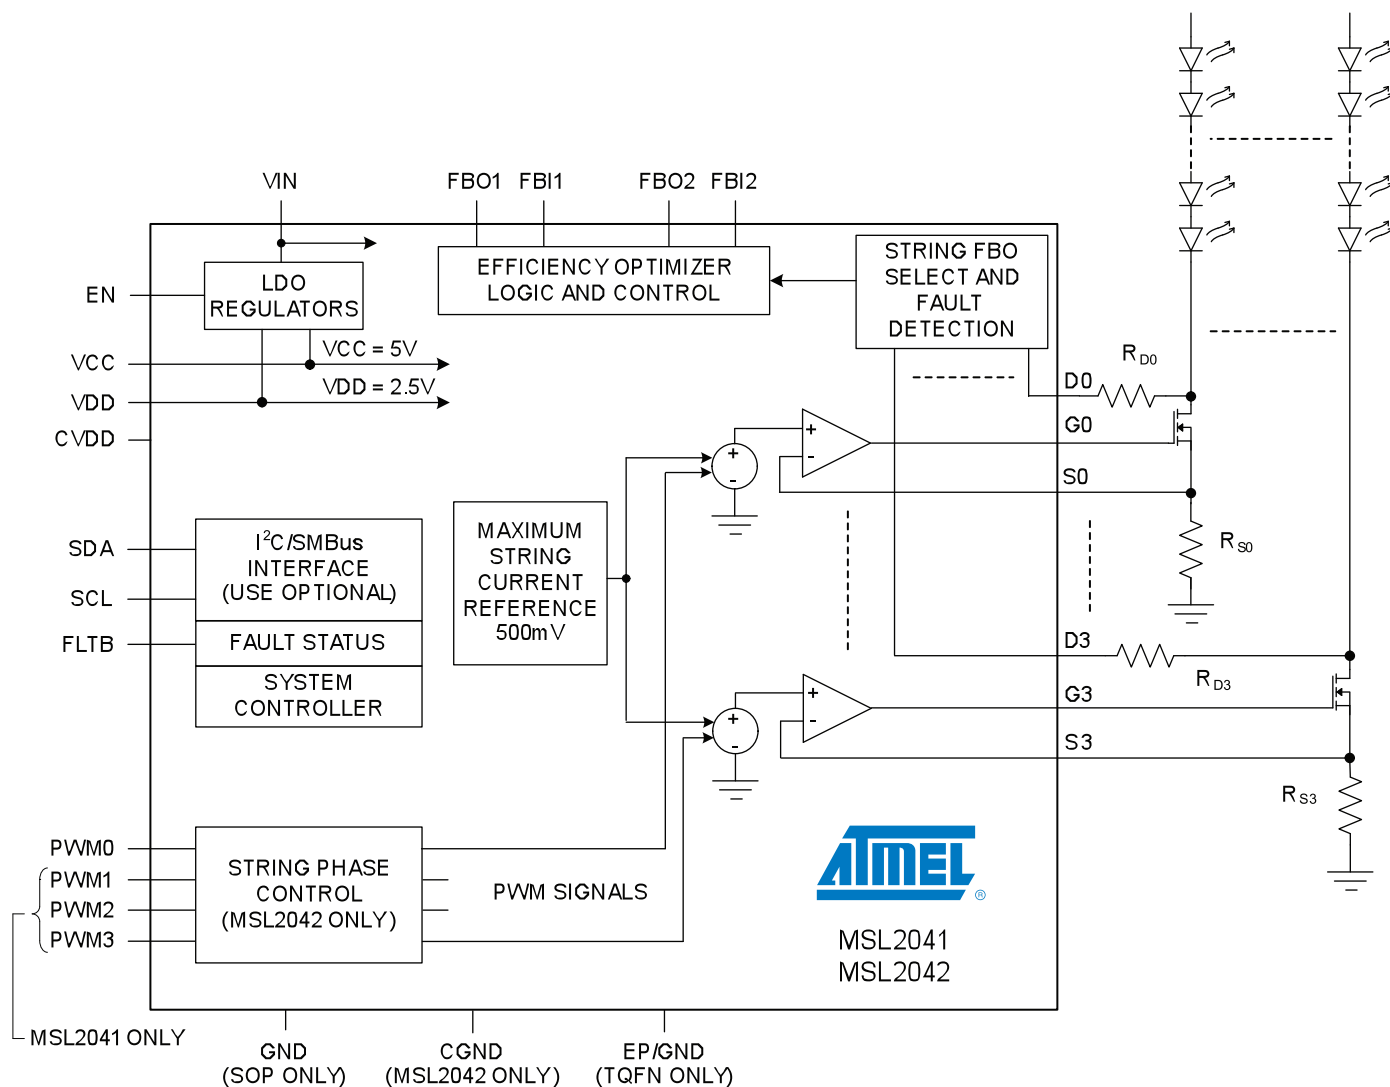 VIN
FBO1
FBI1
FBO2
FBI2
LDO
REGULATORS
EFFICIENCY OPTIMIZER
LOGIC AND CONTROL
STRING FBO
SELECT AND
FAULT
DETECTION
EN
VCC
VCC = 5V
VDD
VDD = 2.5V
CVDD
D0
R_D0
G0
S0
R_S0
+
-
+
-
SDA
SCL
FLTB
I²C/SMBus
INTERFACE
(USE OPTIONAL)
FAULT STATUS
SYSTEM
CONTROLLER
MAXIMUM
STRING
CURRENT
REFERENCE
500mV
D3
R_D3
G3
S3
R_S3
+
-
+
-
PWM0
PWM1
PWM2
PWM3
STRING PHASE
CONTROL
(MSL2042 ONLY)
PWM SIGNALS
ATMEL
®
MSL2041
MSL2042
MSL2041 ONLY
GND
(SOP ONLY)
CGND
(MSL2042 ONLY)
EP/GND
(TQFN ONLY)